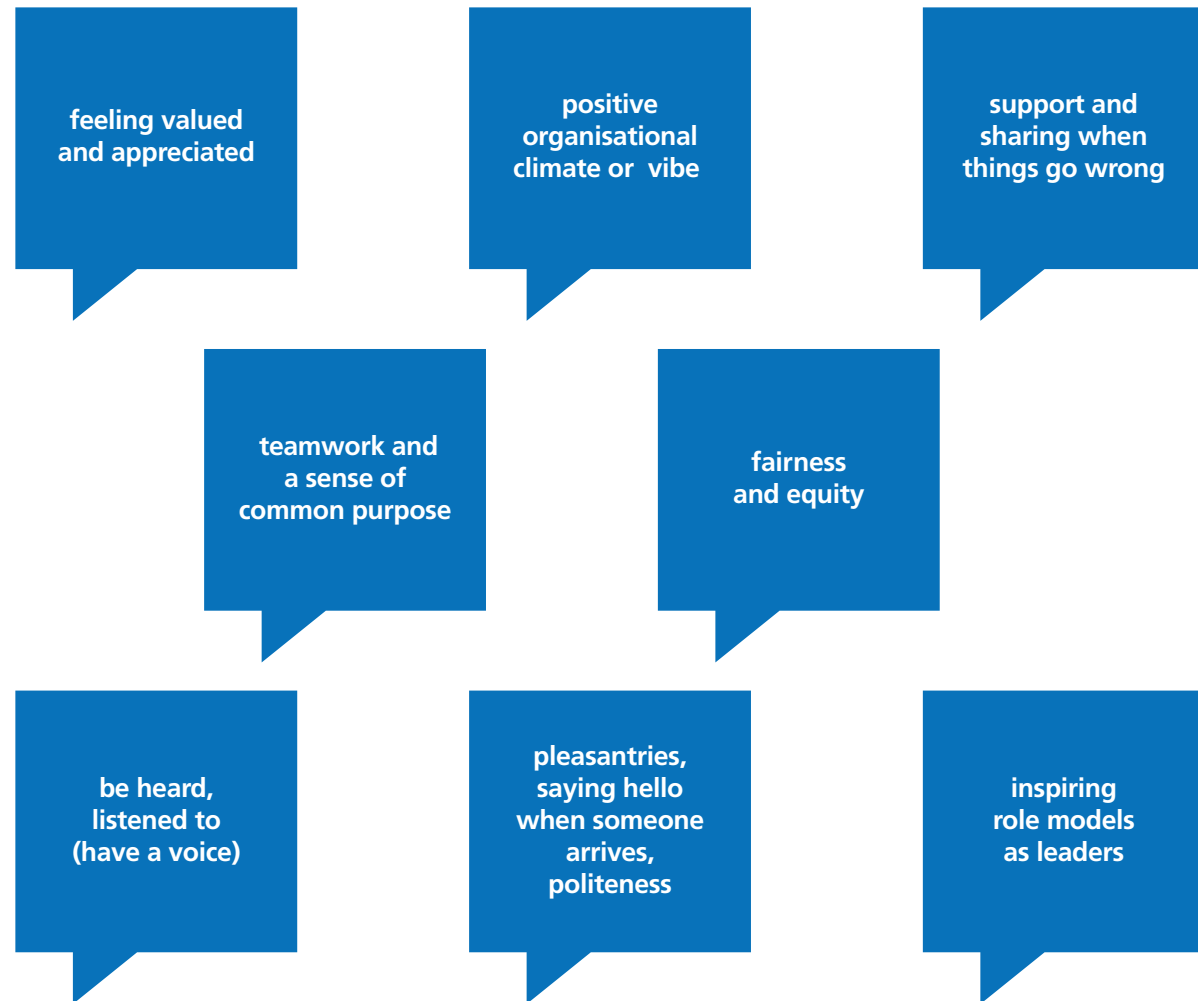 feeling valued
and appreciated
positive
organisational
climate or  vibe
support and
sharing when
things go wrong
teamwork and
a sense of
common purpose
fairness
and equity
be heard,
listened to
(have a voice)
pleasantries,
saying hello
when someone
arrives,
politeness
inspiring
role models
as leaders